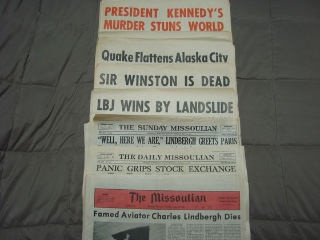 PRESIDENT KENNEDY'S
MURDER STUNS WORLD
Quake Flattens Alaska City
SIR WINSTON IS DEAD
LBJ WINS BY LANDSLIDE
THE SUNDAY MISSOULIAN
"WELL, HERE WE ARE," LINDBERGH GREETS PARIS
THE DAILY MISSOULIAN
PANIC GRIPS STOCK EXCHANGE
The Missoulian
Famed Aviator Charles Lindbergh Dies